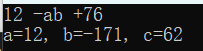 12 -ab +76
a=12, b=-171, c=62